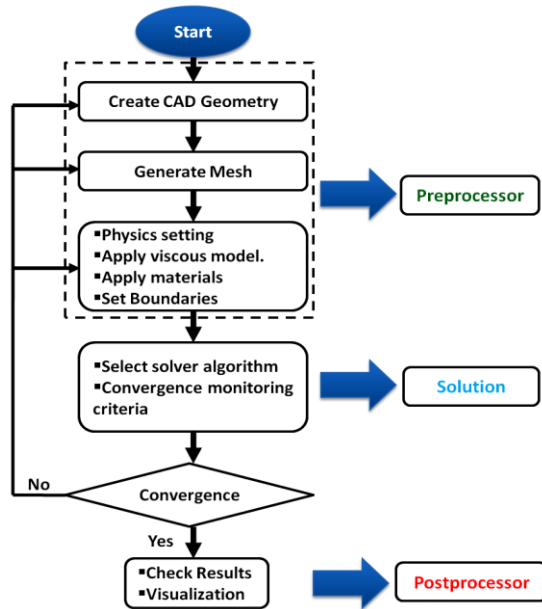 Start
Create CAD Geometry
Generate Mesh
Preprocessor
▪Physics setting
▪Apply viscous model.
▪Apply materials
▪Set Boundaries
▪Select solver algorithm
▪Convergence monitoring
criteria
Solution
No
Convergence
Yes
▪Check Results
▪Visualization
Postprocessor